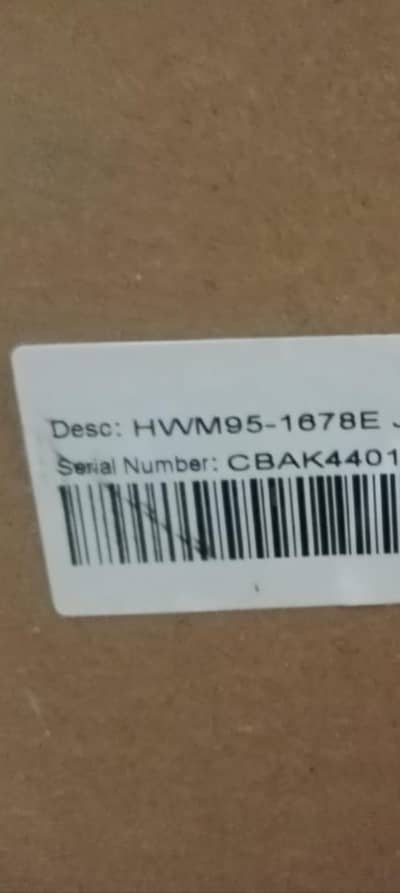 Desc: HWM95-1678E J
Serial Number: CBAK4401